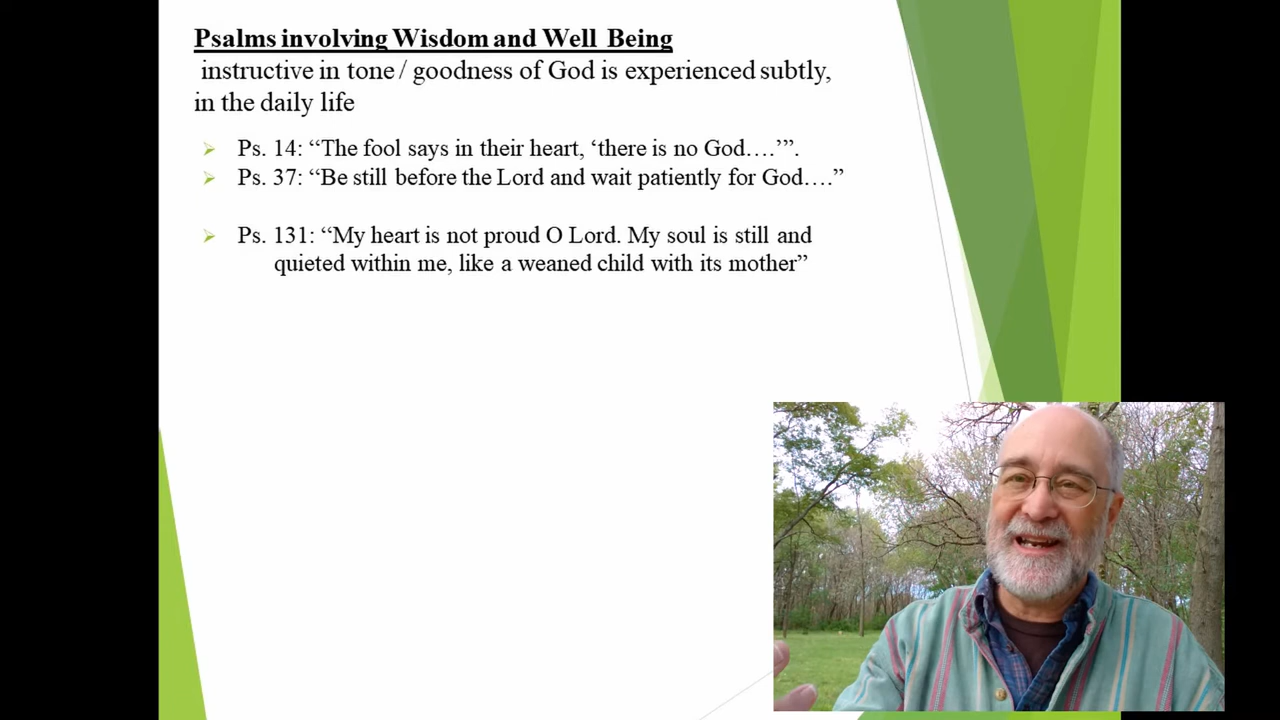 Psalms involving Wisdom and Well Being
instructive in tone / goodness of God is experienced subtly,
in the daily life
Ps. 14: “The fool says in their heart, ‘there is no God….’”.
Ps. 37: “Be still before the Lord and wait patiently for God….”
Ps. 131: “My heart is not proud O Lord. My soul is still and
quieted within me, like a weaned child with its mother”